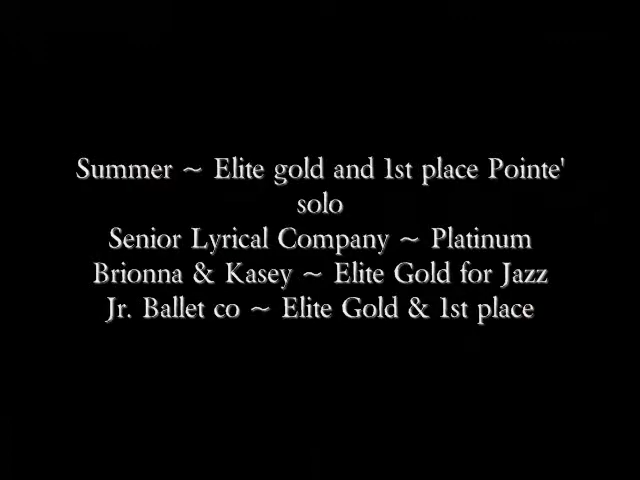 Summer ~ Elite gold and 1st place Pointe'
solo
Senior Lyrical Company ~ Platinum
Brionna & Kasey ~ Elite Gold for Jazz
Jr. Ballet co ~ Elite Gold & 1st place